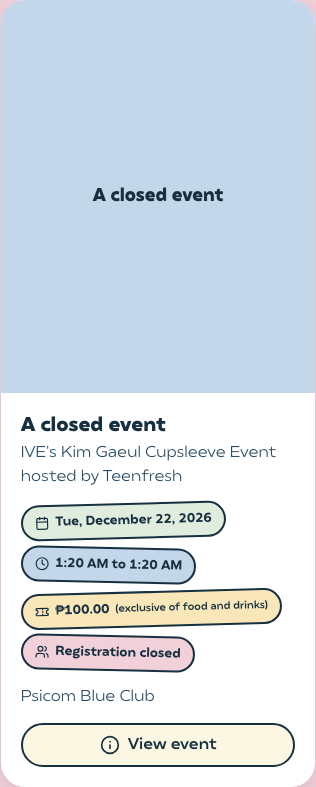 A closed event
A closed event
IVE's Kim Gaeul Cupsleeve Event
hosted by Teenfresh
Tue, December 22, 2026
1:20 AM to 1:20 AM
₱100.00 (exclusive of food and drinks)
Registration closed
Psicom Blue Club
View event